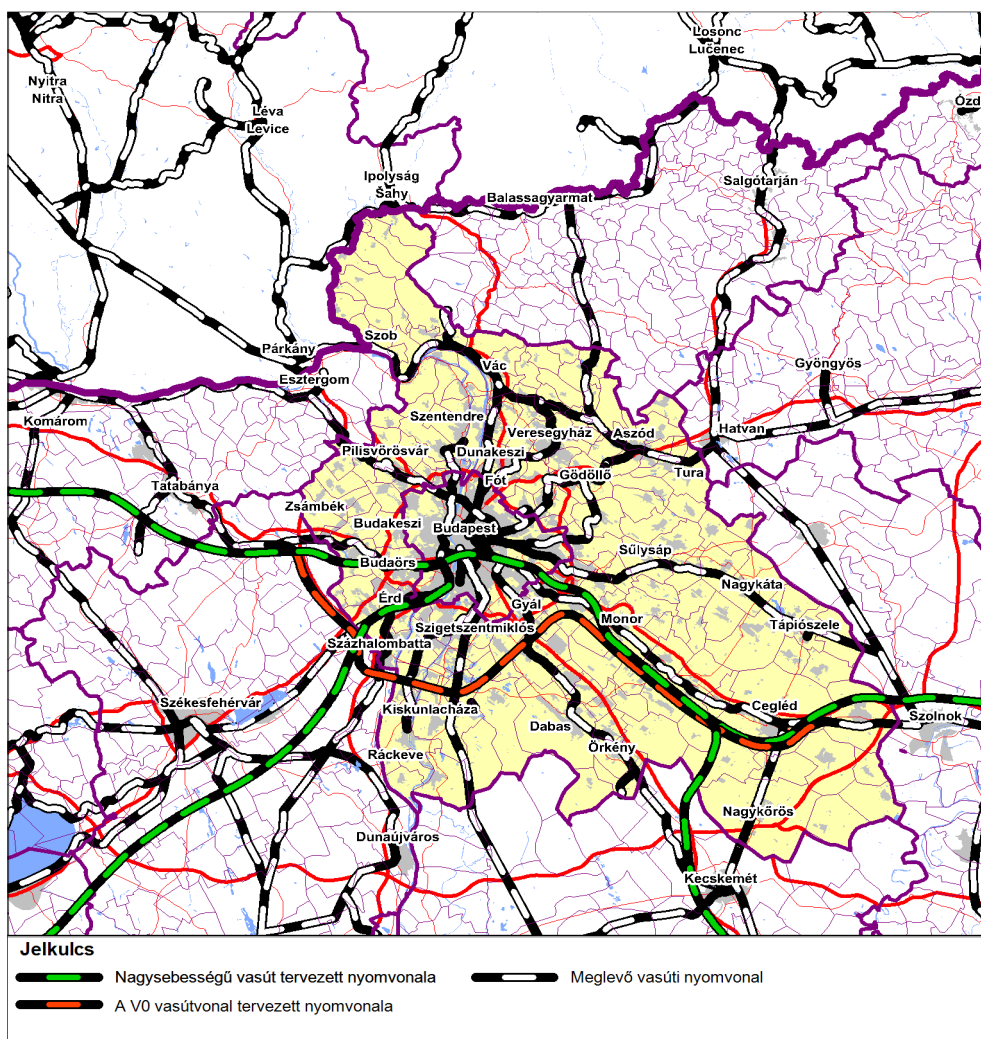 Losonc
Lučenec
Nyitra
Nitra
Ózd
Léva
Levice
Ipolyság
Šahy
Salgótarján
Balassagyarmat
Szob
Párkány
Esztergom
Vác
Gyöngyös
Komárom
Szentendre
Veresegyház
Aszód
Hatvan
Pilisvörösvár
Dunakeszi
Fót
Gödöllő
Tura
Tatabánya
Zsámbék
Budakeszi
Budapest
Budaörs
Sűlysáp
Nagykáta
Érd
Gyál
Monor
Tápiószele
Szigetszentmiklós
Százhalombatta
Székesfehérvár
Kiskunlacháza
Cegléd
Szolnok
Dabas
Örkény
Ráckeve
Nagykőrös
Dunaújváros
Kecskemét
Jelkulcs
Nagysebességű vasút tervezett nyomvonala
Meglevő vasúti nyomvonal
A V0 vasútvonal tervezett nyomvonala